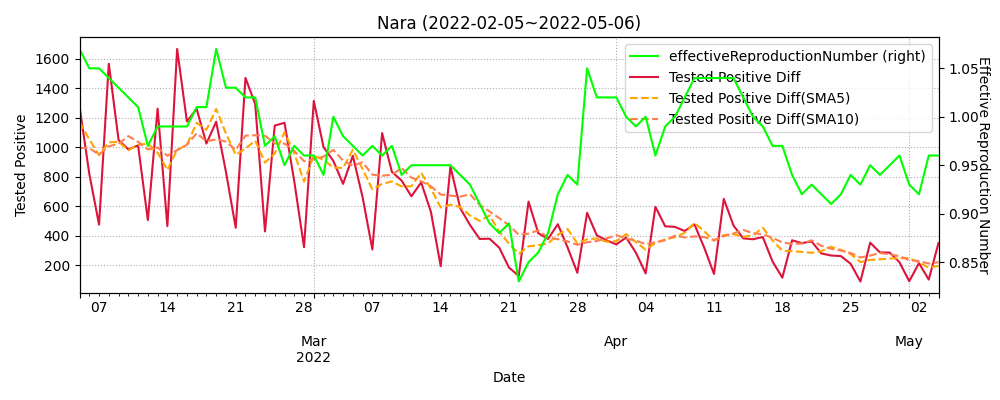 Nara (2022-02-05~2022-05-06)
effectiveReproductionNumber (right)
Tested Positive Diff
Tested Positive Diff(SMA5)
Tested Positive Diff(SMA10)
1600
1400
1200
1000
800
600
400
200
Tested Positive
1.05
1.00
0.95
0.90
0.85
Effective Reproduction Number
07 14 21 28 07 14 21 28 04 11 18 25 02
Mar Apr May
2022
Date